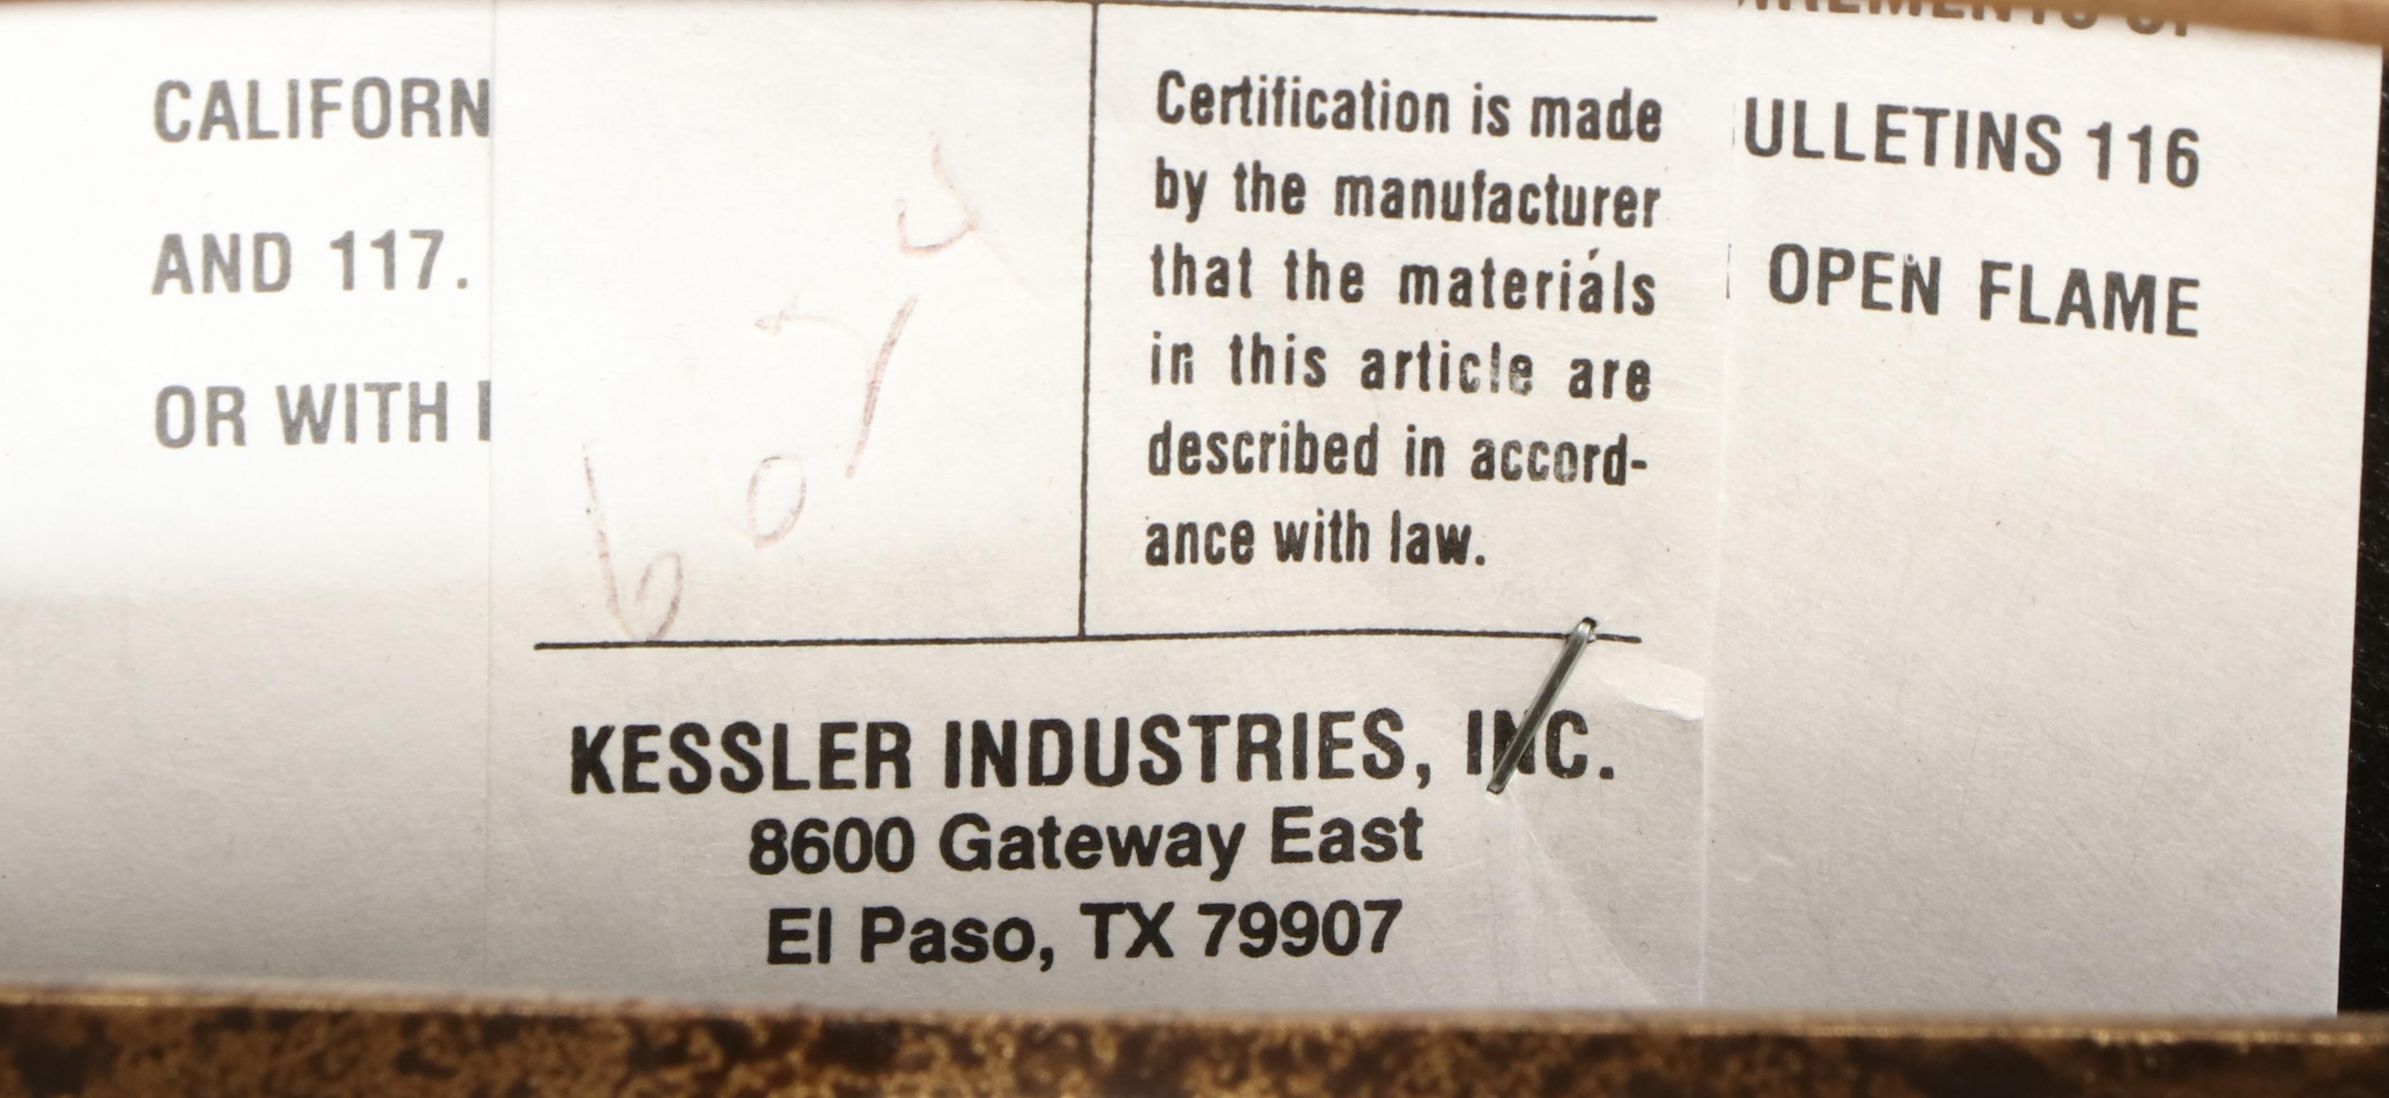 CALIFORN
AND 117.
OR WITH
Certification is made
by the manufacturer
that the materials
in this article are
described in accord-
ance with law.
KESSLER INDUSTRIES, INC.
8600 Gateway East
El Paso, TX 79907
ULLETINS 116
OPEN FLAME